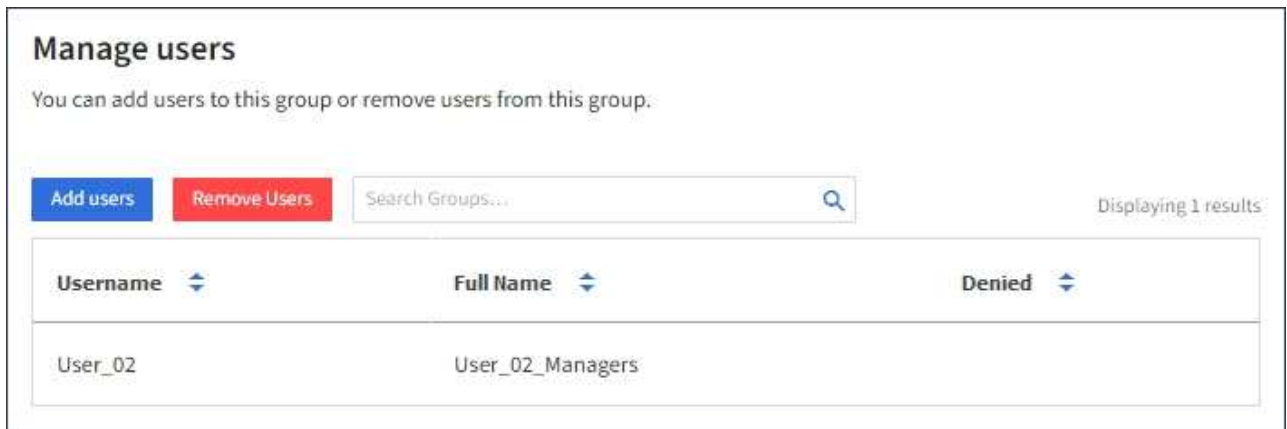 Manage users
You can add users to this group or remove users from this group.
Add users Remove Users Search Groups... Displaying 1 results
Username Full Name Denied
User_02 User_02_Managers